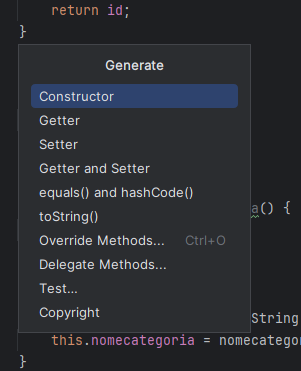 return id;
}
Generate
Constructor
Getter
Setter
Getter and Setter
equals() and hashCode()
a() {
toString()
Override Methods... Ctrl+O
Delegate Methods...
Test...
Copyright
String
this.nomecategoria = nomecategor
}